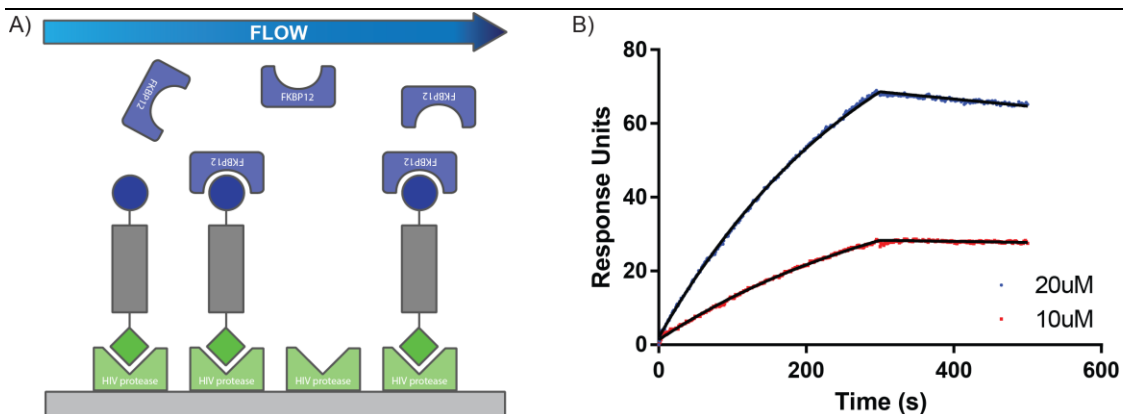 A)
FLOW
FKBP12
FKBP12
FKBP12
FKBP12
FKBP12
HIV protease
HIV protease
HIV protease
HIV protease
B)
80
60
40
20
0
Response Units
0
200
400
600
Time (s)
20uM
10uM